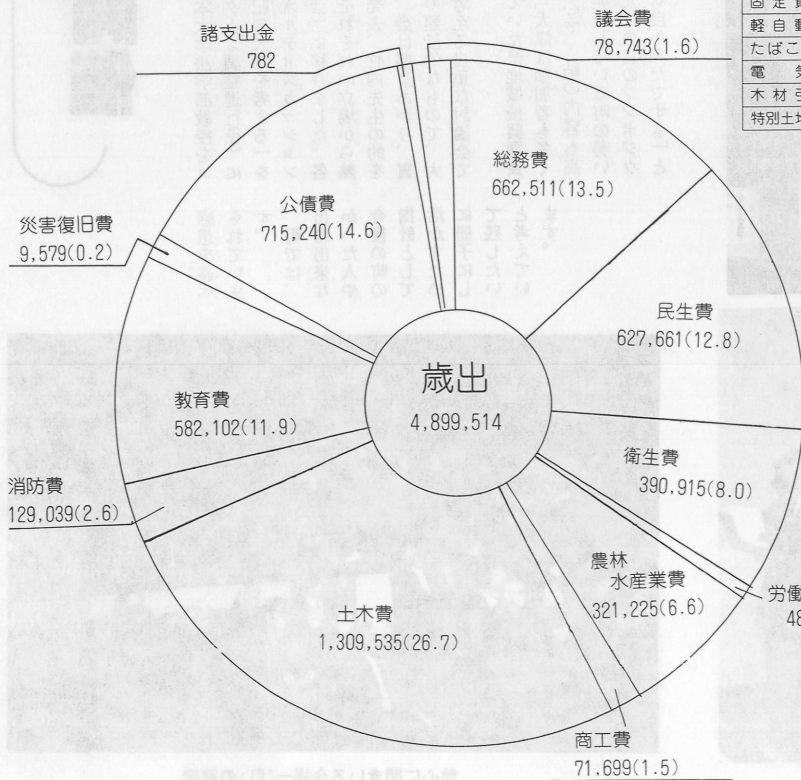 諸支出金
782
議会費
78,743(1.6)
総務費
662,511(13.5)
公債費
715,240(14.6)
災害復旧費
9,579(0.2)
民生費
627,661(12.8)
歳出
4,899,514
教育費
582,102(11.9)
衛生費
390,915(8.0)
消防費
129,039(2.6)
農林
水産業費
321,225(6.6)
労働
48
土木費
1,309,535(26.7)
商工費
71,699(1.5)
軽自動
たばこ
電気
木材引
特別土地